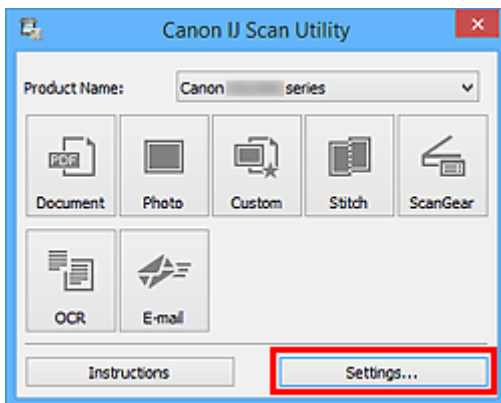 Canon IJ Scan Utility
Product Name: Canon series
PDF
Document Photo Custom Stitch ScanGear
OCR E-mail
Instructions Settings...